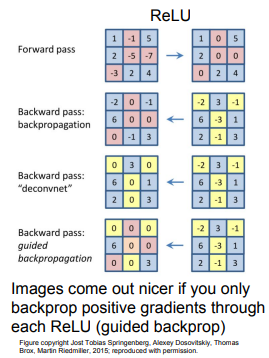 ReLU
Forward pass
1 -1 5 1 0 5
2 -5 -7 2 0 0
-3 2 4 0 2 4
Backward pass:
backpropagation
-2 0 -1 -2 3 -1
6 0 0 6 -3 1
0 -1 3 2 -1 3
Backward pass:
“deconvnet”
0 3 0 -2 3 -1
6 0 1 6 -3 1
2 0 3 2 -1 3
Backward pass:
guided
backpropagation
0 0 0 -2 3 -1
6 0 0 6 -3 1
0 0 3 2 -1 3
Images come out nicer if you only
backprop positive gradients through
each ReLU (guided backprop)
Figure copyright Jost Tobias Springenberg, Alexey Dosovitskiy, Thomas
Brox, Martin Riedmiller, 2015; reproduced with permission.